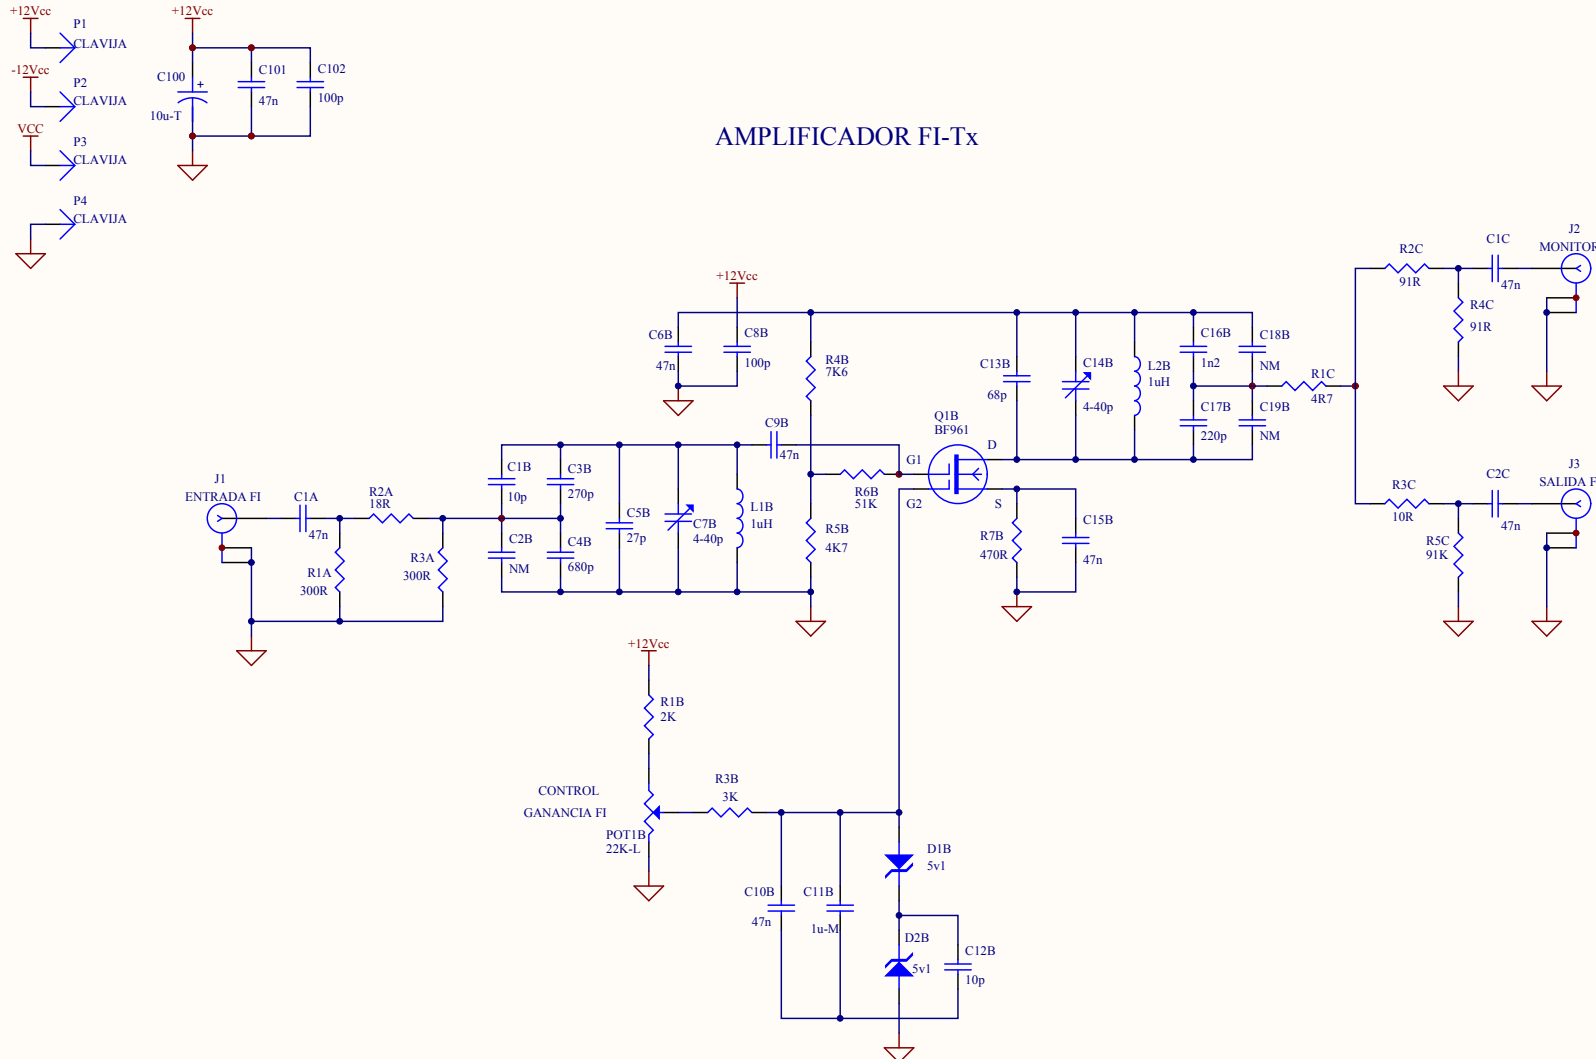 +12Vcc
P1
CLAVIJA
-12Vcc
P2
CLAVIJA
VCC
P3
CLAVIJA
P4
CLAVIJA
+12Vcc
C100
+
10u-T
C101
47n
C102
100p
AMPLIFICADOR FI-Tx
J1
ENTRADA FI
C1A
47n
R2A
18R
R1A
300R
R3A
300R
C1B
10p
C3B
270p
C2B
NM
C4B
680p
C5B
27p
C7B
4-40p
L1B
1uH
C9B
47n
+12Vcc
C6B
47n
C8B
100p
R4B
7K6
R6B
51K
R5B
4K7
Q1B
BF961
G1
G2
D
S
C13B
68p
C14B
4-40p
L2B
1uH
C16B
1n2
C18B
NM
C17B
220p
C19B
NM
R7B
470R
C15B
47n
R1C
4R7
R2C
91R
C1C
47n
R4C
91R
J2
MONITOR
R3C
10R
C2C
47n
R5C
91K
J3
SALIDA F
+12Vcc
R1B
2K
CONTROL
GANANCIA FI
POT1B
22K-L
R3B
3K
C10B
47n
C11B
1u-M
D1B
5v1
D2B
5v1
C12B
10p